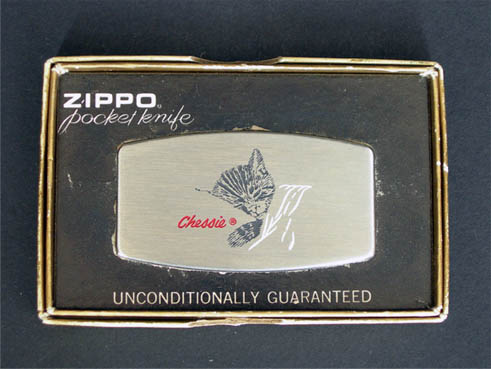 ZIPPO
pocket knife
Chessie ®
UNCONDITIONALLY GUARANTEED